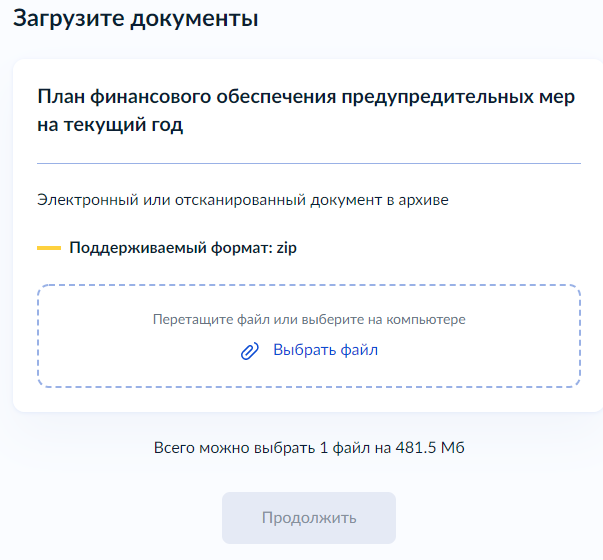 Загрузите документы
План финансового обеспечения предупредительных мер
на текущий год
Электронный или отсканированный документ в архиве
Поддерживаемый формат: zip
Перетащите файл или выберите на компьютере
Выбрать файл
Всего можно выбрать 1 файл на 481.5 Мб
Продолжить